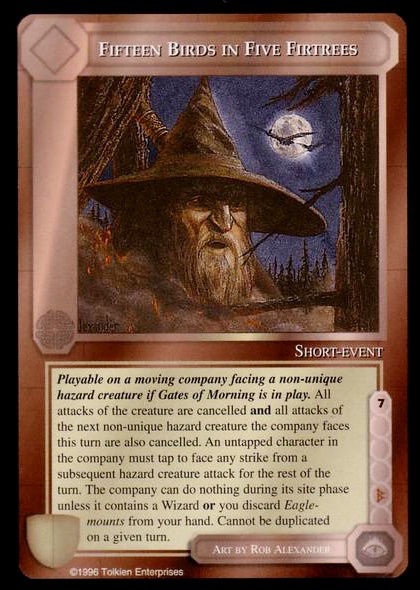 FIFTEEN BIRDS IN FIVE FIRTREES
Alexander
SHORT-EVENT
Playable on a moving company facing a non-unique
hazard creature if Gates of Morning is in play. All
attacks of the creature are cancelled and all attacks of
the next non-unique hazard creature the company faces
this turn are also cancelled. An untapped character in
the company must tap to face any strike from a
subsequent hazard creature attack for the rest of the
turn. The company can do nothing during its site phase
unless it contains a Wizard or you discard Eagle-
mounts from your hand. Cannot be duplicated
on a given turn.
7
ART BY ROB ALEXANDER
©1996 Tolkien Enterprises